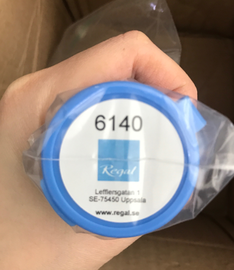 6140
Regal
Lefflersgatan 1
SE-75450 Uppsala
www.regal.se